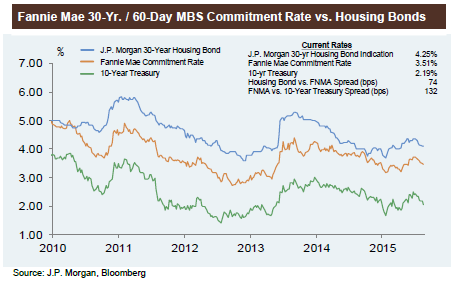 Fannie Mae 30-Yr. / 60-Day MBS Commitment Rate vs. Housing Bonds
%
J.P. Morgan 30-Year Housing Bond
Fannie Mae Commitment Rate
10-Year Treasury
Current Rates
J.P. Morgan 30-yr Housing Bond Indication 4.25%
Fannie Mae Commitment Rate 3.51%
10-yr Treasury 2.19%
Housing Bond vs. FNMA Spread (bps) 74
FNMA vs. 10-Year Treasury Spread (bps) 132
7.00
6.00
5.00
4.00
3.00
2.00
1.00
2010 2011 2012 2013 2014 2015
Source: J.P. Morgan, Bloomberg